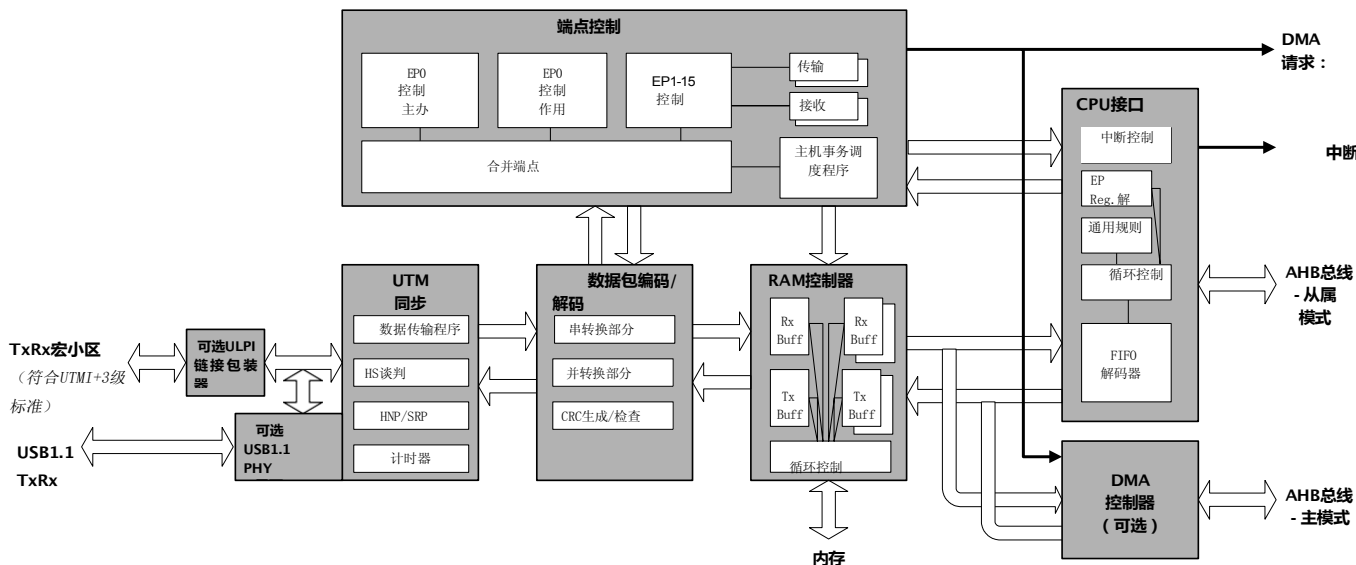 端点控制
EP0
控制
主办
EP0
控制
作用
EP1-15
控制
传输
接收
合并端点
主机事务调
度程序
DMA
请求：
CPU接口
中断控制
EP
Reg.解
通用规则
循环控制
FIFO
解码器
中断
AHB总线
- 从属
模式
UTM
同步
数据传输程序
HS谈判
HNP/SRP
计时器
数据包编码/
解码
串转换部分
并转换部分
CRC生成/检查
RAM控制器
Rx
Buff
Rx
Buff
Tx
Buff
Tx
Buff
循环控制
内存
TxRx宏小区
（符合UTMI+3级
标准）
可选ULPI
链接包装
器
USB1.1
TxRx
可选
USB1.1
PHY
DMA
控制器
（可选）
AHB总线
- 主模式